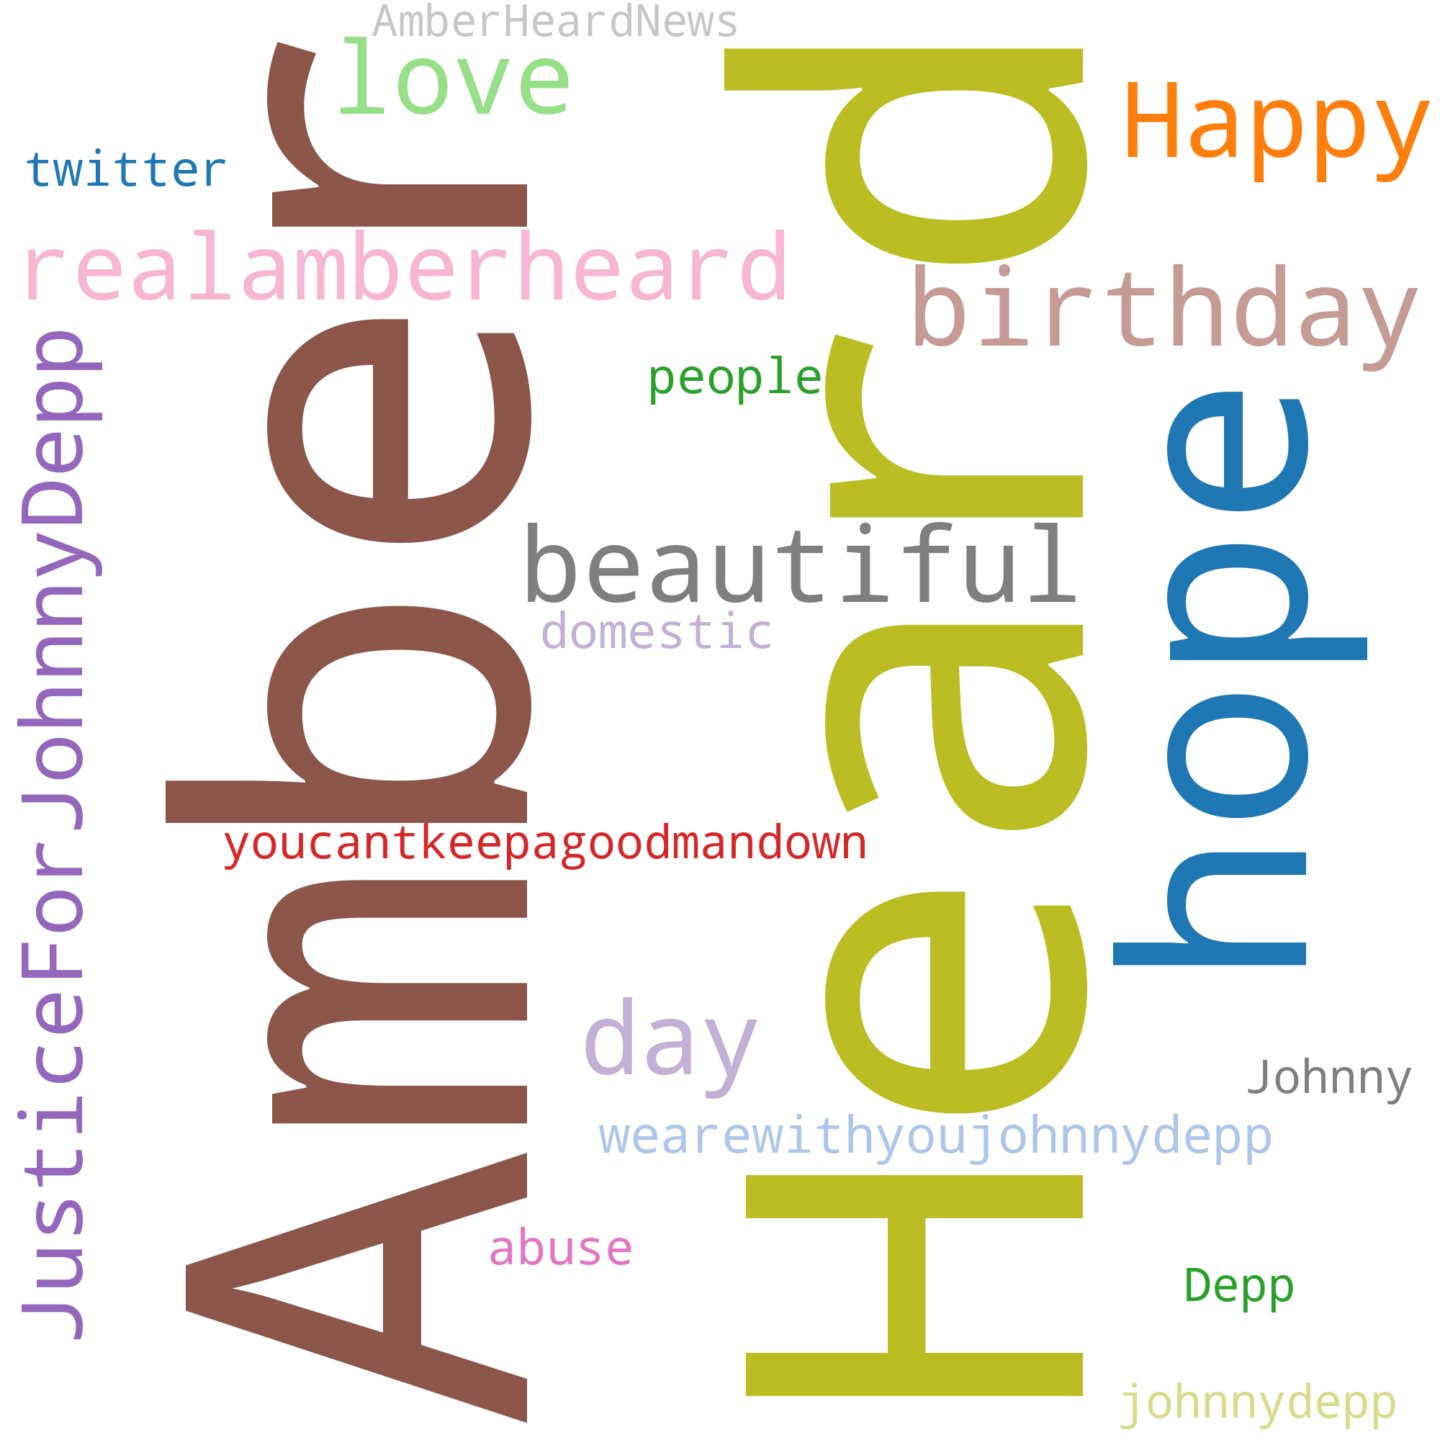 AmberHeardNews
love
Happy
twitter
realamberheard
birthday
people
JusticeForJohnnyDepp
Amber
Heard
hope
beautiful
domestic
youcantkeepagoodmandown
day
Johnny
wearewithyoujohnnydepp
abuse
Depp
johnnydepp